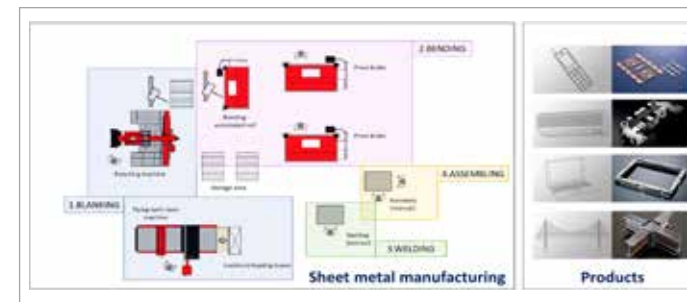 2.BENDING
Press brake
Bending
automated cell
Press brake
Punching machine
Storage area
4.ASSEMBLING
Assembly
(manual)
1.BLANKING
machine
Welding
(manual)
3.WELDING
Sheet metal manufacturing
Products